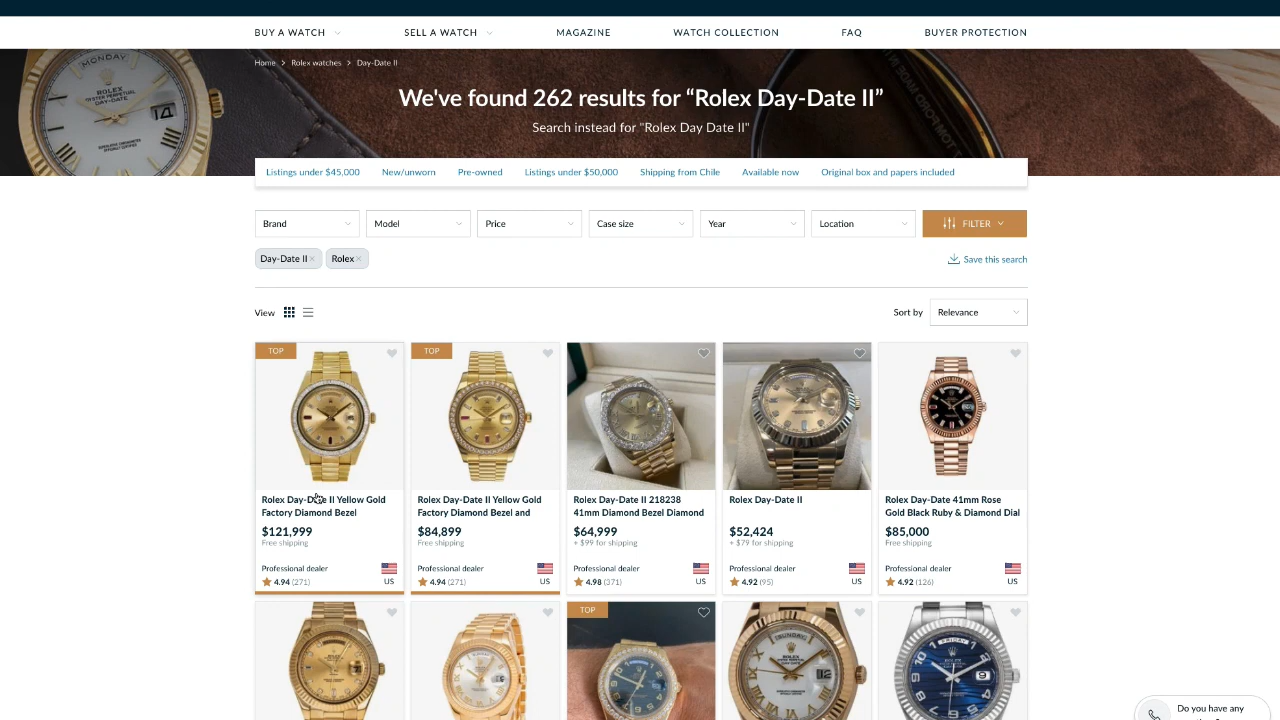 BUY A WATCH
SELL A WATCH
MAGAZINE
WATCH COLLECTION
FAQ
BUYER PROTECTION
Home > Rolex watches > Day-Date II
We've found 262 results for “Rolex Day-Date II”
Search instead for "Rolex Day Date II"
Listings under $45,000
New/unworn
Pre-owned
Listings under $50,000
Shipping from Chile
Available now
Original box and papers included
Brand
Model
Price
Case size
Year
Location
FILTER
Day-Date II
Rolex
Save this search
View
Sort by
Relevance
TOP
Rolex Day-Date II Yellow Gold
Factory Diamond Bezel
$121,999
Free shipping
Professional dealer
4.94 (271)
US
TOP
Rolex Day-Date II Yellow Gold
Factory Diamond Bezel and
$84,899
Free shipping
Professional dealer
4.94 (271)
US
Rolex Day-Date II 218238
41mm Diamond Bezel Diamond
$64,999
+ $99 for shipping
Professional dealer
4.98 (371)
US
Rolex Day-Date II
$52,424
+ $79 for shipping
Professional dealer
4.92 (95)
US
Rolex Day-Date 41mm Rose
Gold Black Ruby & Diamond Dial
$85,000
Free shipping
Professional dealer
4.92 (126)
US
TOP
SUNDAY
ROLEX
FRIDAY
ROLEX
Do you have any